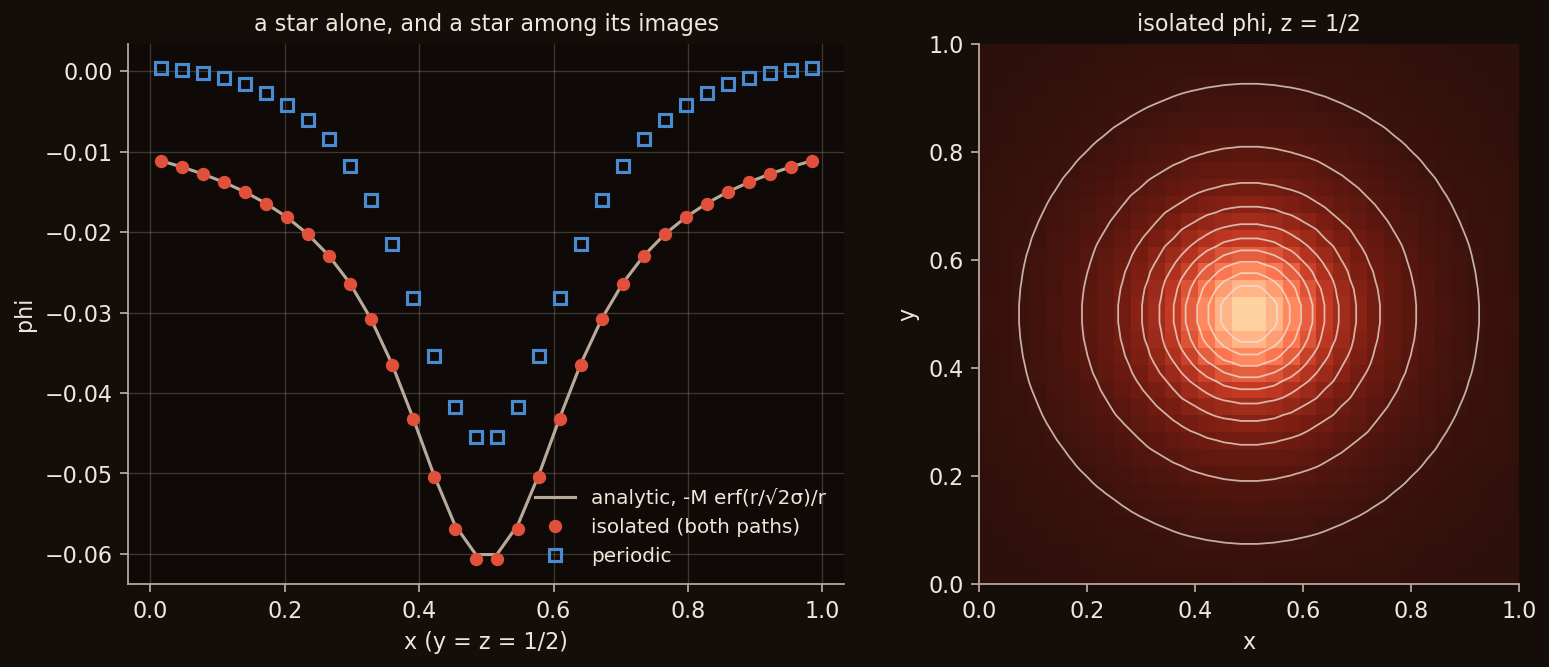 a star alone, and a star among its images
0.00
−0.01
−0.02
−0.03
−0.04
−0.05
−0.06
phi
analytic, -M erf(r/√2σ)/r
isolated (both paths)
periodic
0.0 0.2 0.4 0.6 0.8 1.0
x (y = z = 1/2)
isolated phi, z = 1/2
1.0
0.8
0.6
0.4
0.2
0.0
y
0.0 0.2 0.4 0.6 0.8 1.0
x